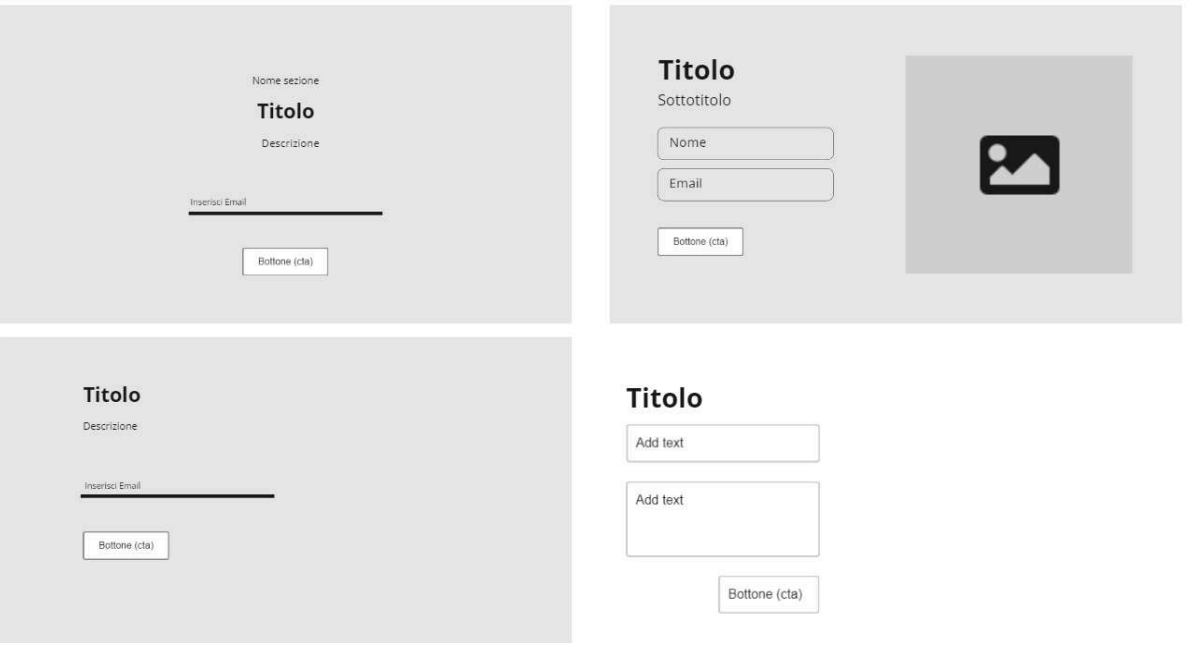 Nome sezione
Titolo
Descrizione
Inserisci Email
Bottone (cta)
Titolo
Sottotitolo
Nome
Email
Bottone (cta)
Titolo
Descrizione
Inserisci Email
Bottone (cta)
Titolo
Add text
Add text
Bottone (cta)